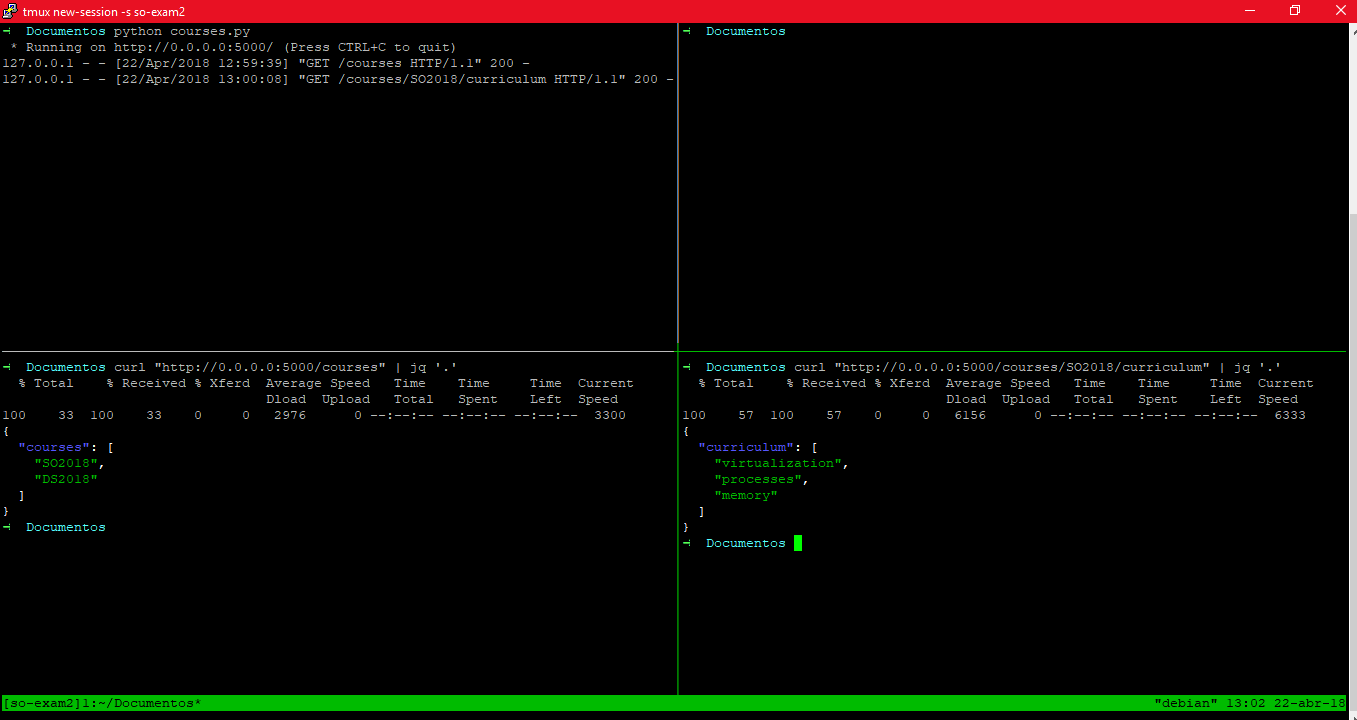 tmux new-session -s so-exam2
Documentos python courses.py
* Running on http://0.0.0.0:5000/ (Press CTRL+C to quit)
127.0.0.1 - - [22/Apr/2018 12:59:39] "GET /courses HTTP/1.1" 200 -
127.0.0.1 - - [22/Apr/2018 13:00:08] "GET /courses/SO2018/curriculum HTTP/1.1" 200 -
Documentos
Documentos curl "http://0.0.0.0:5000/courses" | jq '.'
% Total % Received % Xferd Average Speed Time Time Time Current
Dload Upload Total Spent Left Speed
100 33 100 33 0 0 2976 0 --:--:-- --:--:-- --:--:-- 3300
{
"courses": [
"SO2018",
"DS2018"
]
}
Documentos
Documentos curl "http://0.0.0.0:5000/courses/SO2018/curriculum" | jq '.'
% Total % Received % Xferd Average Speed Time Time Time Current
Dload Upload Total Spent Left Speed
100 57 100 57 0 0 6156 0 --:--:-- --:--:-- --:--:-- 6333
{
"curriculum": [
"virtualization",
"processes",
"memory"
]
}
Documentos
[so-exam2]1:~/Documentos* "debian" 13:02 22-abr-18